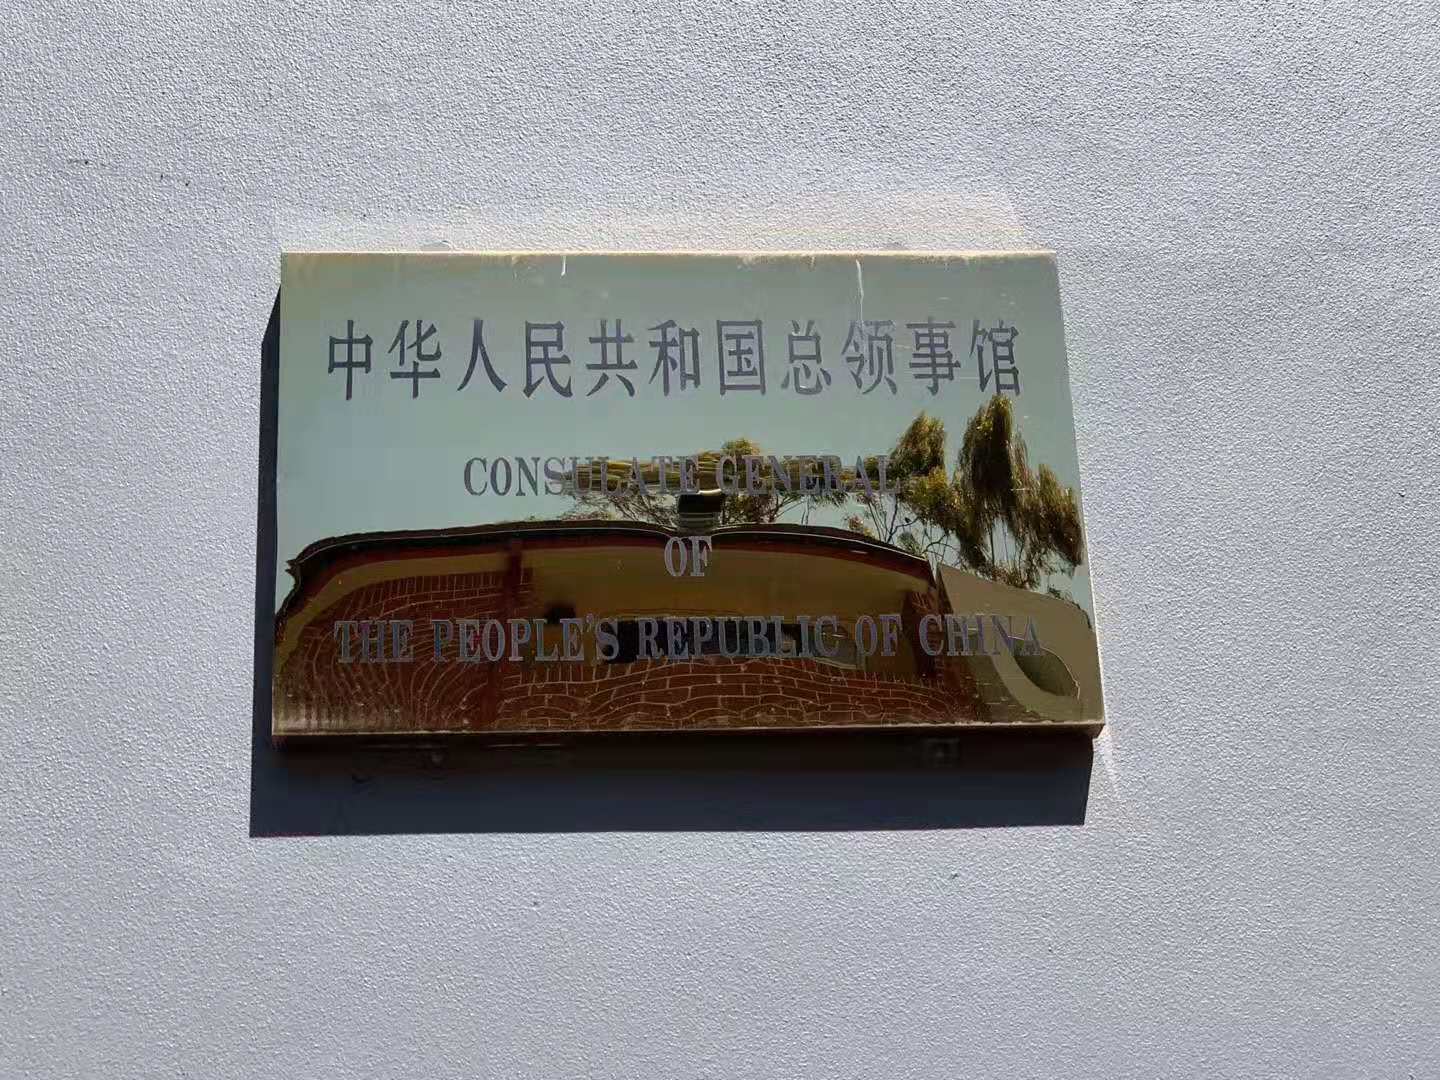 中华人民共和国总领事馆
CONSULATE GENERAL
OF
THE PEOPLE'S REPUBLIC OF CHINA